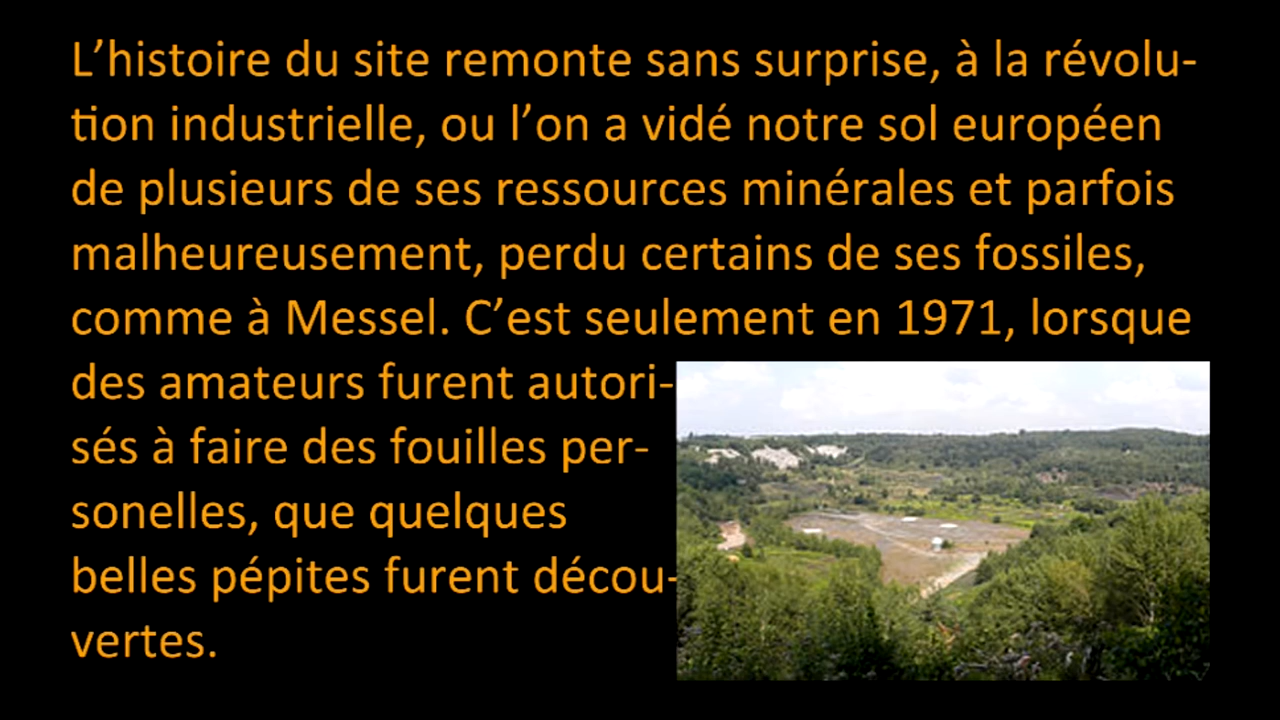 L’histoire du site remonte sans surprise, à la révolu-
tion industrielle, ou l’on a vidé notre sol européen
de plusieurs de ses ressources minérales et parfois
malheureusement, perdu certains de ses fossiles,
comme à Messel. C’est seulement en 1971, lorsque
des amateurs furent autori-
sés à faire des fouilles per-
sonelles, que quelques
belles pépites furent décou-
vertes.